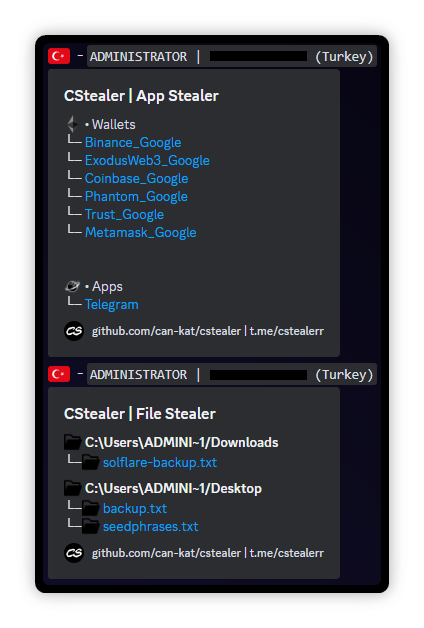 - ADMINISTRATOR | (Turkey)
CStealer | App Stealer
• Wallets
Binance_Google
ExodusWeb3_Google
Coinbase_Google
Phantom_Google
Trust_Google
Metamask_Google
• Apps
Telegram
CS github.com/can-kat/cstealer | t.me/cstealerr
- ADMINISTRATOR | (Turkey)
CStealer | File Stealer
C:\Users\ADMINI~1/Downloads
solflare-backup.txt
C:\Users\ADMINI~1/Desktop
backup.txt
seedphrases.txt
CS github.com/can-kat/cstealer | t.me/cstealerr